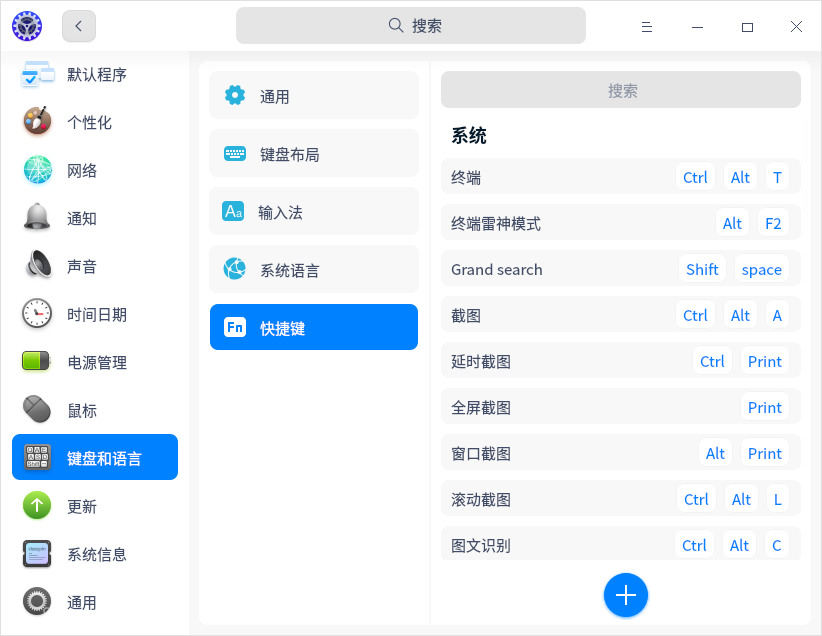 搜索
默认程序
个性化
网络
通知
声音
时间日期
电源管理
鼠标
键盘和语言
更新
系统信息
通用
通用
键盘布局
Aa 输入法
系统语言
Fn 快捷键
搜索
系统
终端 Ctrl Alt T
终端雷神模式 Alt F2
Grand search Shift space
截图 Ctrl Alt A
延时截图 Ctrl Print
全屏截图 Print
窗口截图 Alt Print
滚动截图 Ctrl Alt L
图文识别 Ctrl Alt C